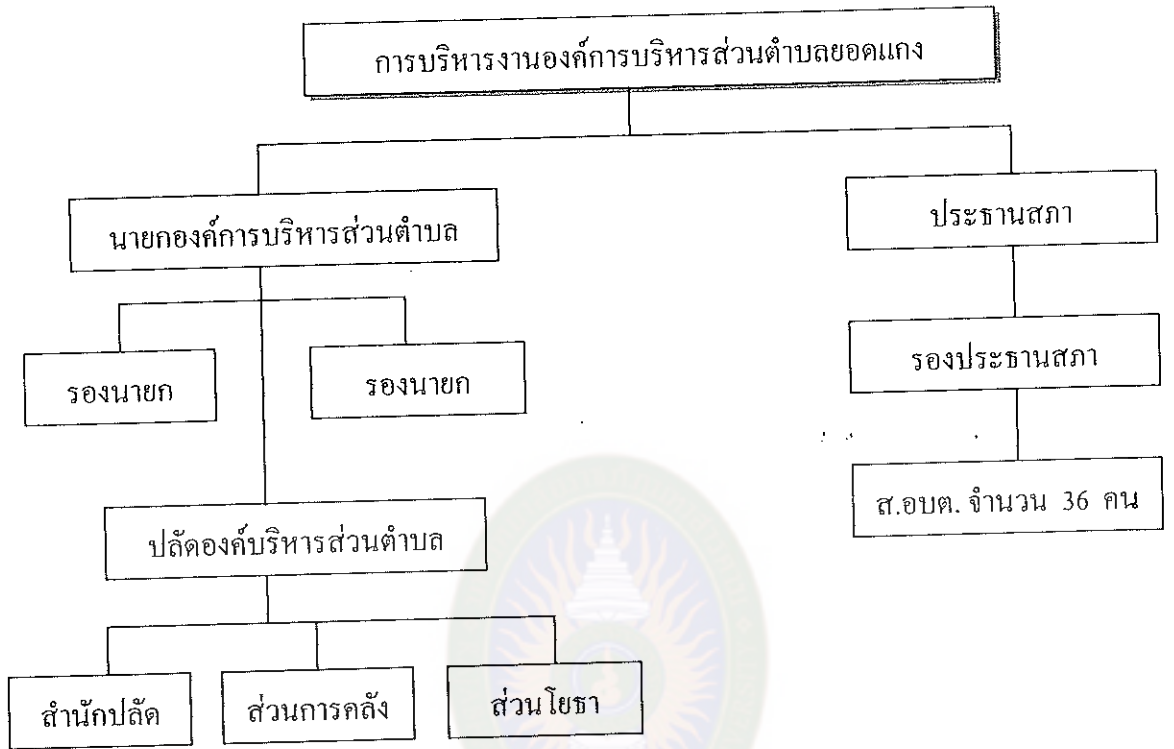 การบริหารงานองค์การบริหารส่วนตำบลยอดแกง
นายกองค์การบริหารส่วนตำบล
ประธานสภา
รองนายก
รองนายก
รองประธานสภา
ส.อบต. จำนวน 36 คน
ปลัดองค์บริหารส่วนตำบล
สำนักปลัด
ส่วนการคลัง
ส่วนโยธา